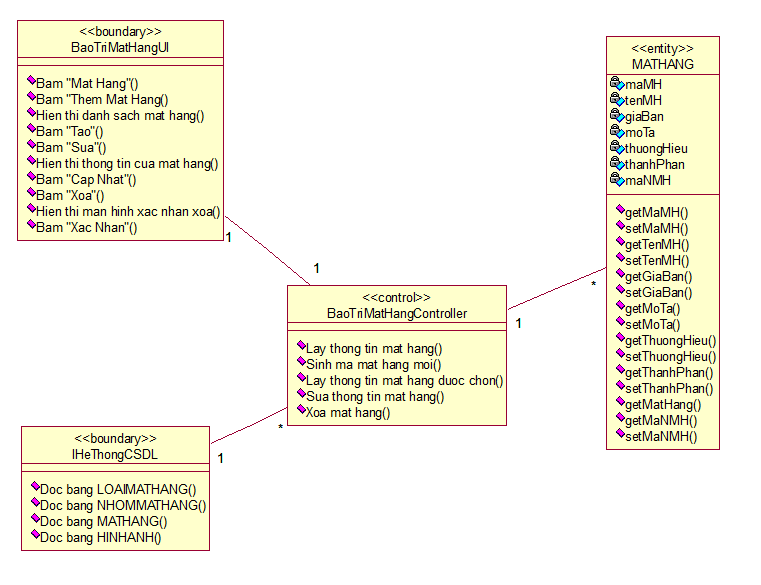 <<boundary>>
BaoTriMatHangUI
Bam "Mat Hang"()
Bam "Them Mat Hang()
Hien thi danh sach mat hang()
Bam "Tao"()
Bam "Sua"()
Hien thi thong tin cua mat hang()
Bam "Cap Nhat"()
Bam "Xoa"()
Hien thi man hinh xac nhan xoa()
Bam "Xac Nhan"()
1
1
<<control>>
BaoTriMatHangController
Lay thong tin mat hang()
Sinh ma mat hang moi()
Lay thong tin mat hang duoc chon()
Sua thong tin mat hang()
Xoa mat hang()
1
*
<<entity>>
MATHANG
maMH
tenMH
giaBan
moTa
thuongHieu
thanhPhan
maNMH
getMaMH()
setMaMH()
getTenMH()
setTenMH()
getGiaBan()
setGiaBan()
getMoTa()
setMoTa()
getThuongHieu()
setThuongHieu()
getThanhPhan()
setThanhPhan()
getMatHang()
getMaNMH()
setMaNMH()
*
1
<<boundary>>
IHeThongCSDL
Doc bang LOAIMATHANG()
Doc bang NHOMMATHANG()
Doc bang MATHANG()
Doc bang HINHANH()